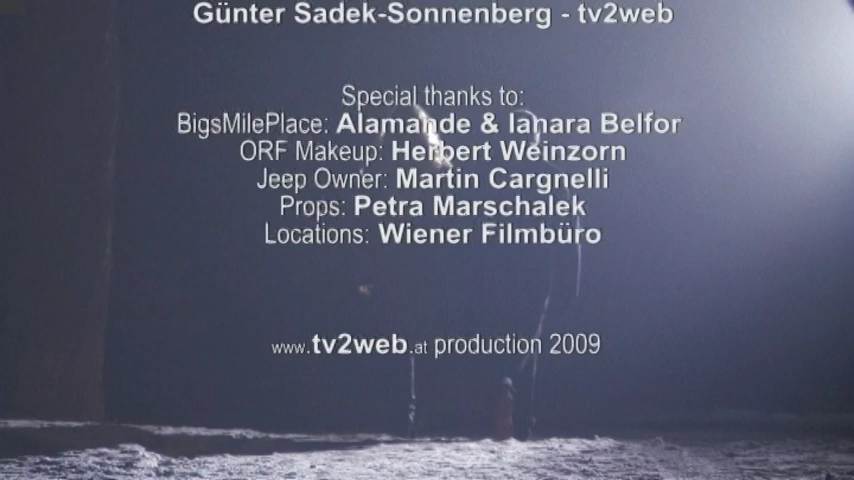 Günter Sadek-Sonnenberg - tv2web
Special thanks to:
BigsMilePlace: Alamande & Ianara Belfor
ORF Makeup: Herbert Weinzorn
Jeep Owner: Martin Cargnelli
Props: Petra Marschalek
Locations: Wiener Filmbüro
www.tv2web.at production 2009